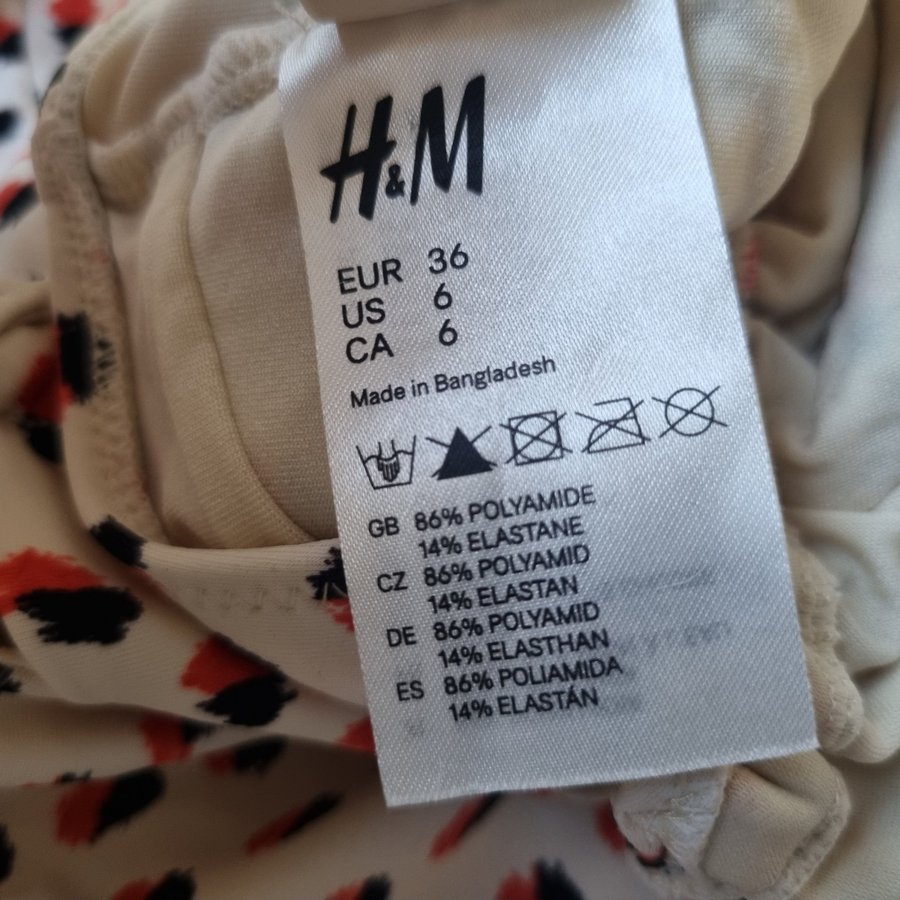 H&M
EUR 36
US 6
CA 6
Made in Bangladesh
GB 86% POLYAMIDE
14% ELASTANE
CZ 86% POLYAMID
14% ELASTAN
DE 86% POLYAMID
14% ELASTHAN
ES 86% POLIAMIDA
14% ELASTÁN